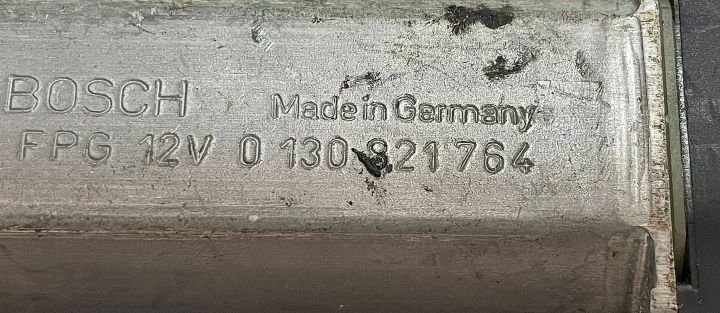 BOSCH Made in Germany
FPG 12V 0 130 821 764